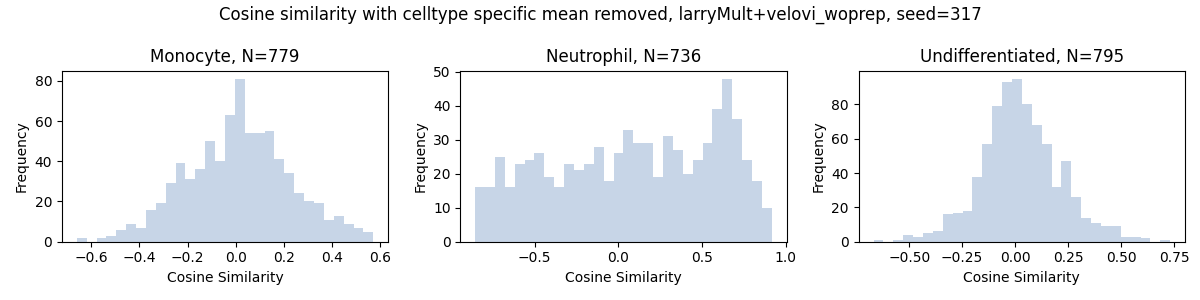 Cosine similarity with celltype specific mean removed, larryMult+velovi_woprep, seed=317
Monocyte, N=779
Neutrophil, N=736
Undifferentiated, N=795
Frequency
80
60
40
20
0
−0.6 −0.4 −0.2 0.0 0.2 0.4 0.6
Cosine Similarity
Frequency
50
40
30
20
10
0
−0.5 0.0 0.5 1.0
Cosine Similarity
Frequency
80
60
40
20
0
−0.50 −0.25 0.00 0.25 0.50 0.75
Cosine Similarity